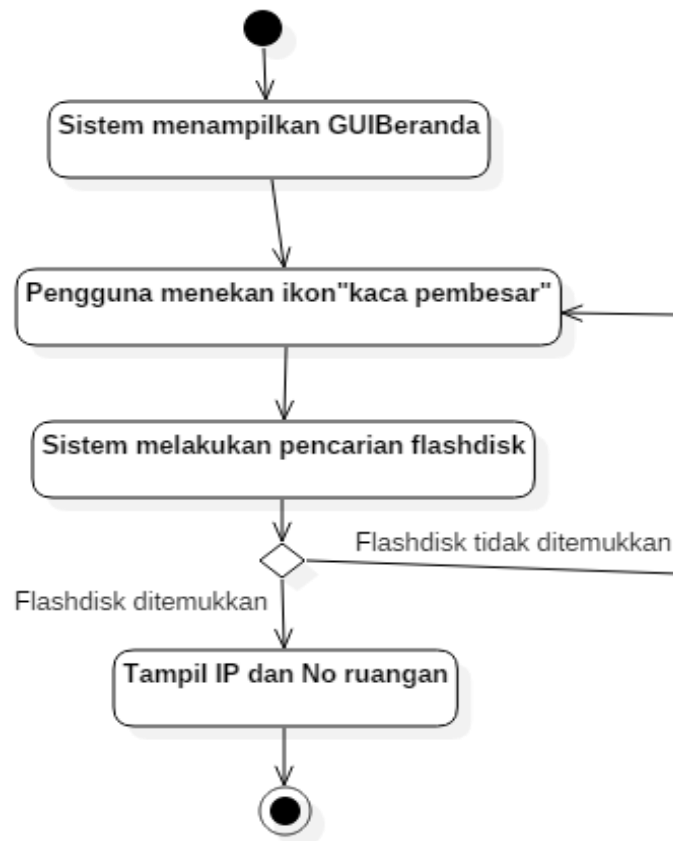 Sistem menampilkan GUIBeranda
Pengguna menekan ikon"kaca pembesar"
Sistem melakukan pencarian flashdisk
Flashdisk tidak ditemukkan
Flashdisk ditemukkan
Tampil IP dan No ruangan